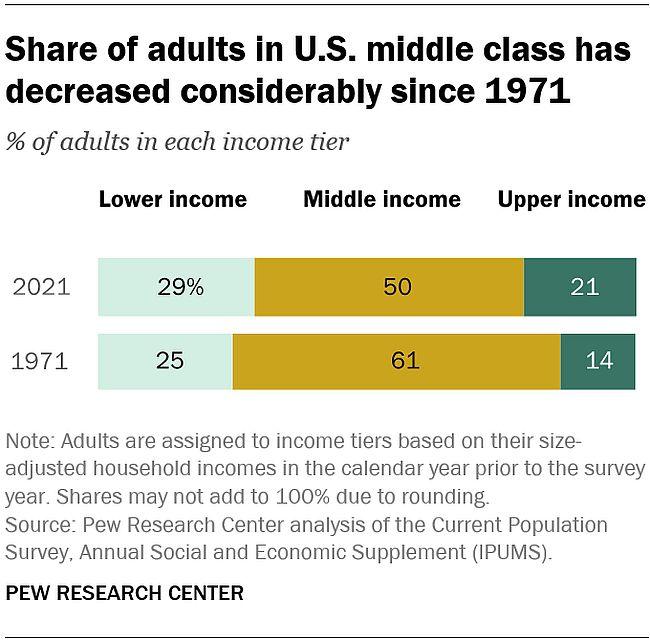 Share of adults in U.S. middle class has
decreased considerably since 1971
% of adults in each income tier
Lower income Middle income Upper income
2021 29% 50 21
1971 25 61 14
Note: Adults are assigned to income tiers based on their size-
adjusted household incomes in the calendar year prior to the survey
year. Shares may not add to 100% due to rounding.
Source: Pew Research Center analysis of the Current Population
Survey, Annual Social and Economic Supplement (IPUMS).
PEW RESEARCH CENTER